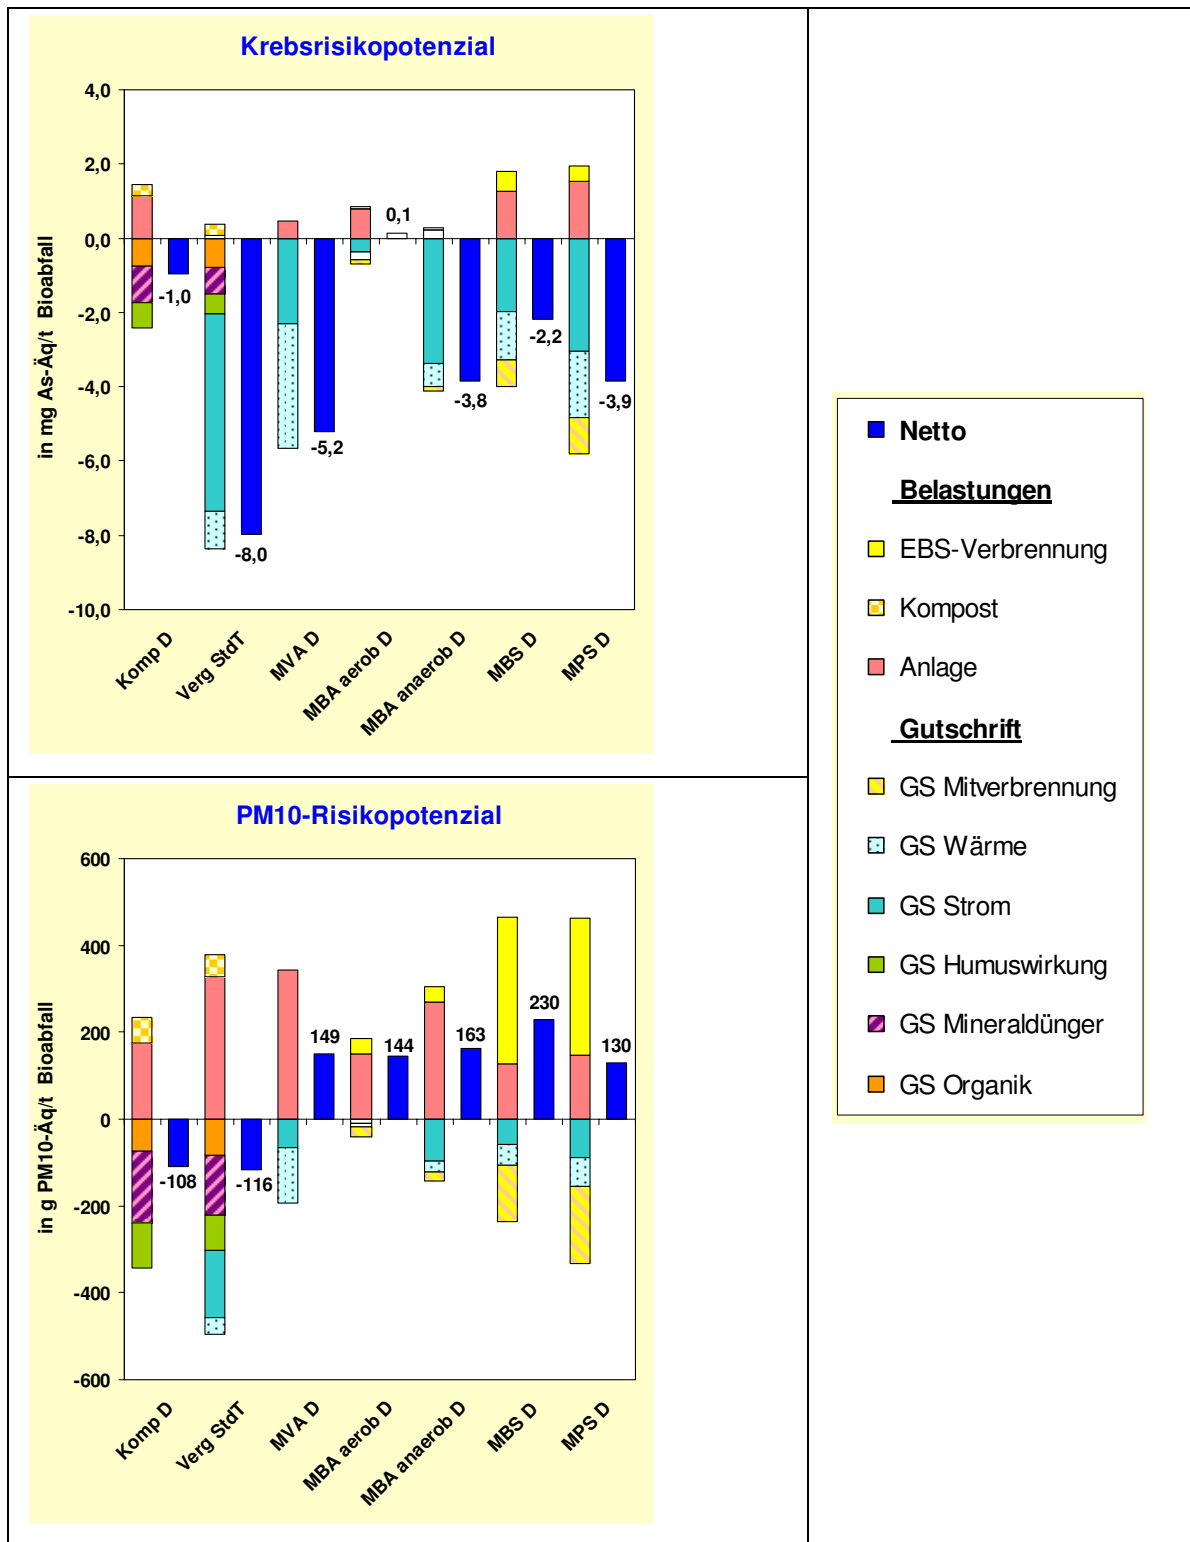 Krebsrisikopotenzial
in mg As-Äq/t Bioabfall
4,0
2,0
0,0
-2,0
-4,0
-6,0
-8,0
-10,0
-1,0
-8,0
-5,2
0,1
-3,8
-2,2
-3,9
Komp D
Verg StdT
MVA D
MBA aerob D
MBA anaerob D
MBS D
MPS D
PM10-Risikopotenzial
in g PM10-Äq/t Bioabfall
600
400
200
0
-200
-400
-600
-108
-116
149
144
163
230
130
Komp D
Verg StdT
MVA D
MBA aerob D
MBA anaerob D
MBS D
MPS D
Netto
Belastungen
EBS-Verbrennung
Kompost
Anlage
Gutschrift
GS Mitverbrennung
GS Wärme
GS Strom
GS Humuswirkung
GS Mineraldünger
GS Organik